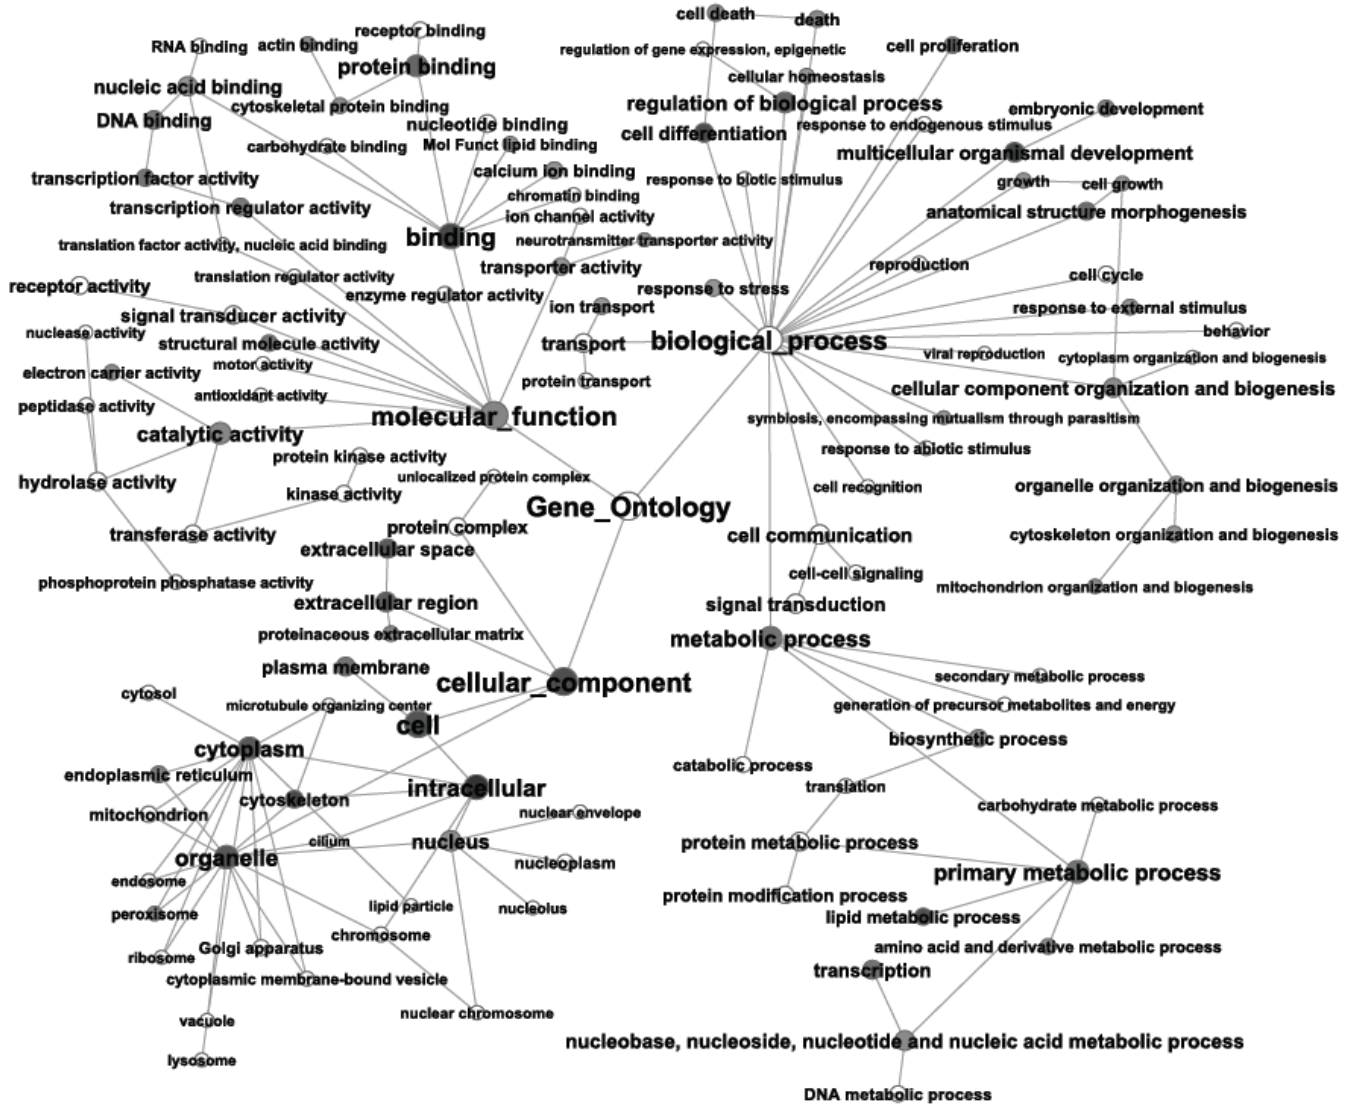 cell death
death
receptor binding
RNA binding
actin binding
regulation of gene expression, epigenetic
cell proliferation
protein binding
cellular homeostasis
nucleic acid binding
cytoskeletal protein binding
regulation of biological process
embryonic development
DNA binding
nucleotide binding
response to endogenous stimulus
cell differentiation
carbohydrate binding
Mol Funct lipid binding
multicellular organismal development
calcium ion binding
transcription factor activity
response to biotic stimulus
growth
cell growth
chromatin binding
transcription regulator activity
ion channel activity
anatomical structure morphogenesis
binding
translation factor activity, nucleic acid binding
neurotransmitter transporter activity
transporter activity
reproduction
translation regulator activity
cell cycle
receptor activity
enzyme regulator activity
response to stress
ion transport
response to external stimulus
signal transducer activity
nuclease activity
behavior
structural molecule activity
transport
biological_process
viral reproduction
cytoplasm organization and biogenesis
motor activity
electron carrier activity
protein transport
cellular component organization and biogenesis
antioxidant activity
peptidase activity
molecular_function
symbiosis, encompassing mutualism through parasitism
catalytic activity
response to abiotic stimulus
protein kinase activity
unlocalized protein complex
hydrolase activity
cell recognition
organelle organization and biogenesis
kinase activity
Gene_Ontology
protein complex
transferase activity
cell communication
cytoskeleton organization and biogenesis
extracellular space
cell-cell signaling
phosphoprotein phosphatase activity
mitochondrion organization and biogenesis
extracellular region
signal transduction
proteinaceous extracellular matrix
metabolic process
plasma membrane
secondary metabolic process
cellular_component
cytosol
microtubule organizing center
generation of precursor metabolites and energy
cell
biosynthetic process
cytoplasm
catabolic process
endoplasmic reticulum
translation
intracellular
cytoskeleton
carbohydrate metabolic process
mitochondrion
nuclear envelope
cilium
nucleus
protein metabolic process
organelle
nucleoplasm
primary metabolic process
endosome
protein modification process
lipid particle
nucleolus
peroxisome
lipid metabolic process
chromosome
Golgi apparatus
amino acid and derivative metabolic process
ribosome
transcription
cytoplasmic membrane-bound vesicle
nuclear chromosome
vacuole
nucleobase, nucleoside, nucleotide and nucleic acid metabolic process
lysosome
DNA metabolic process